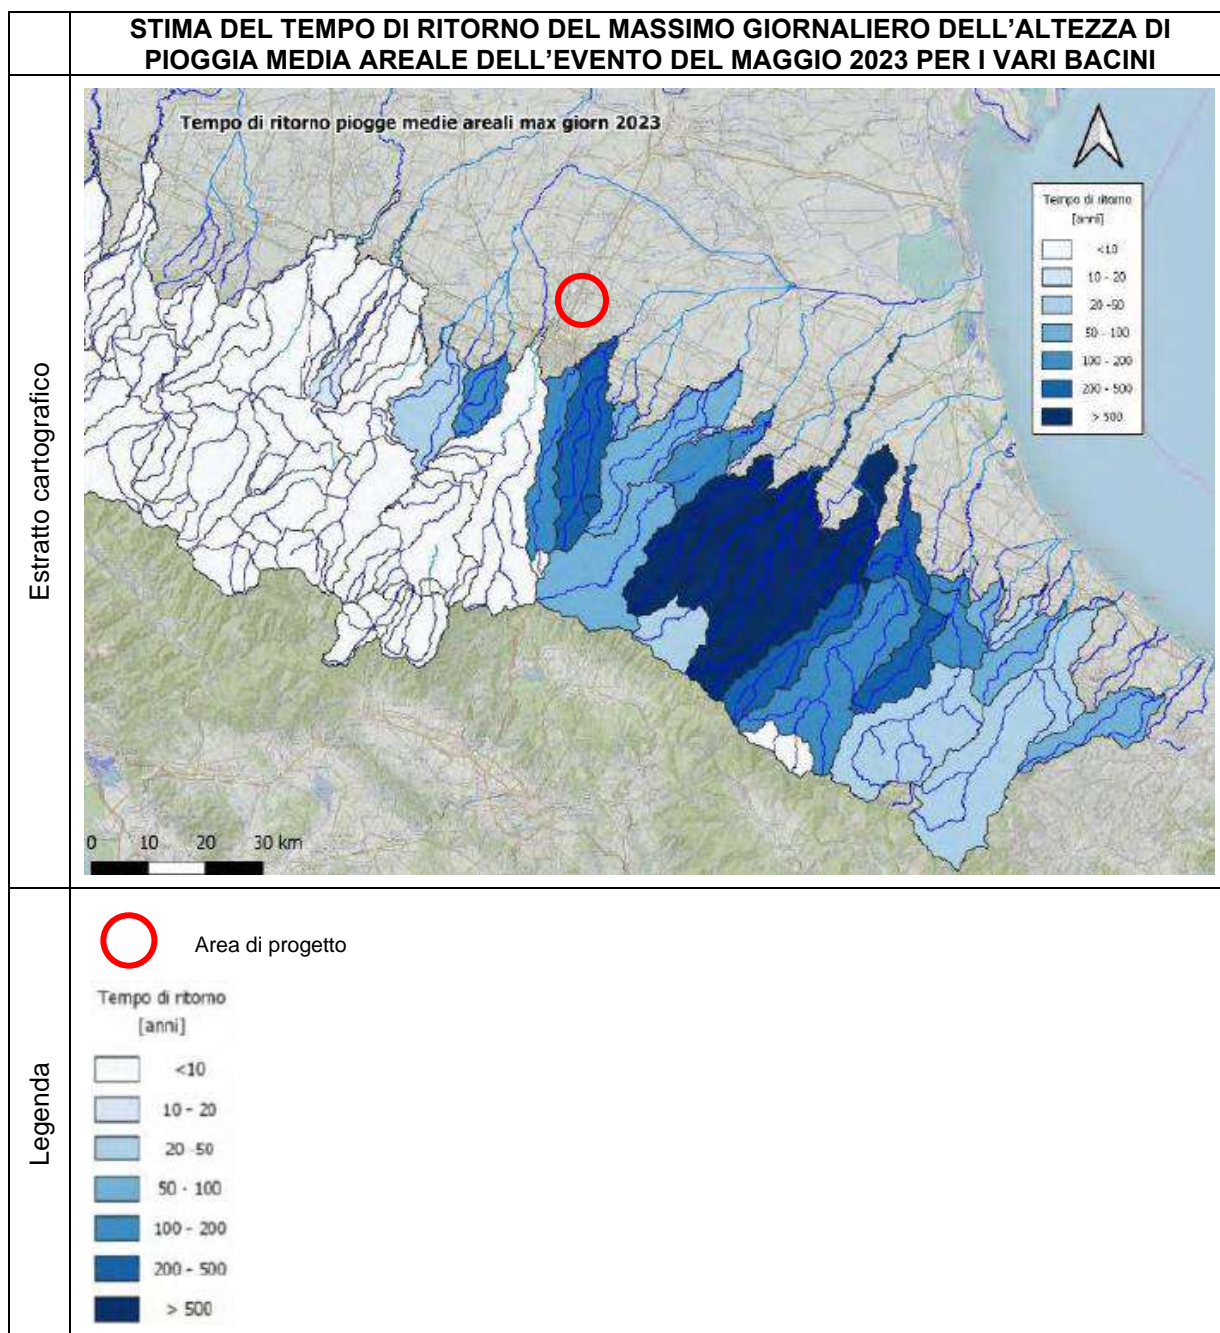 STIMA DEL TEMPO DI RITORNO DEL MASSIMO GIORNALIERO DELL'ALTEZZA DI
PIOGGIA MEDIA AREALE DELL'EVENTO DEL MAGGIO 2023 PER I VARI BACINI
Estratto cartografico
Tempo di ritorno piogge medie areali max giorn 2023
Tempo di ritorno
[anni]
<10
10 - 20
20 -50
50 - 100
100 - 200
200 - 500
> 500
0 10 20 30 km
Legenda
Area di progetto
Tempo di ritorno
[anni]
<10
10 - 20
20 -50
50 - 100
100 - 200
200 - 500
> 500